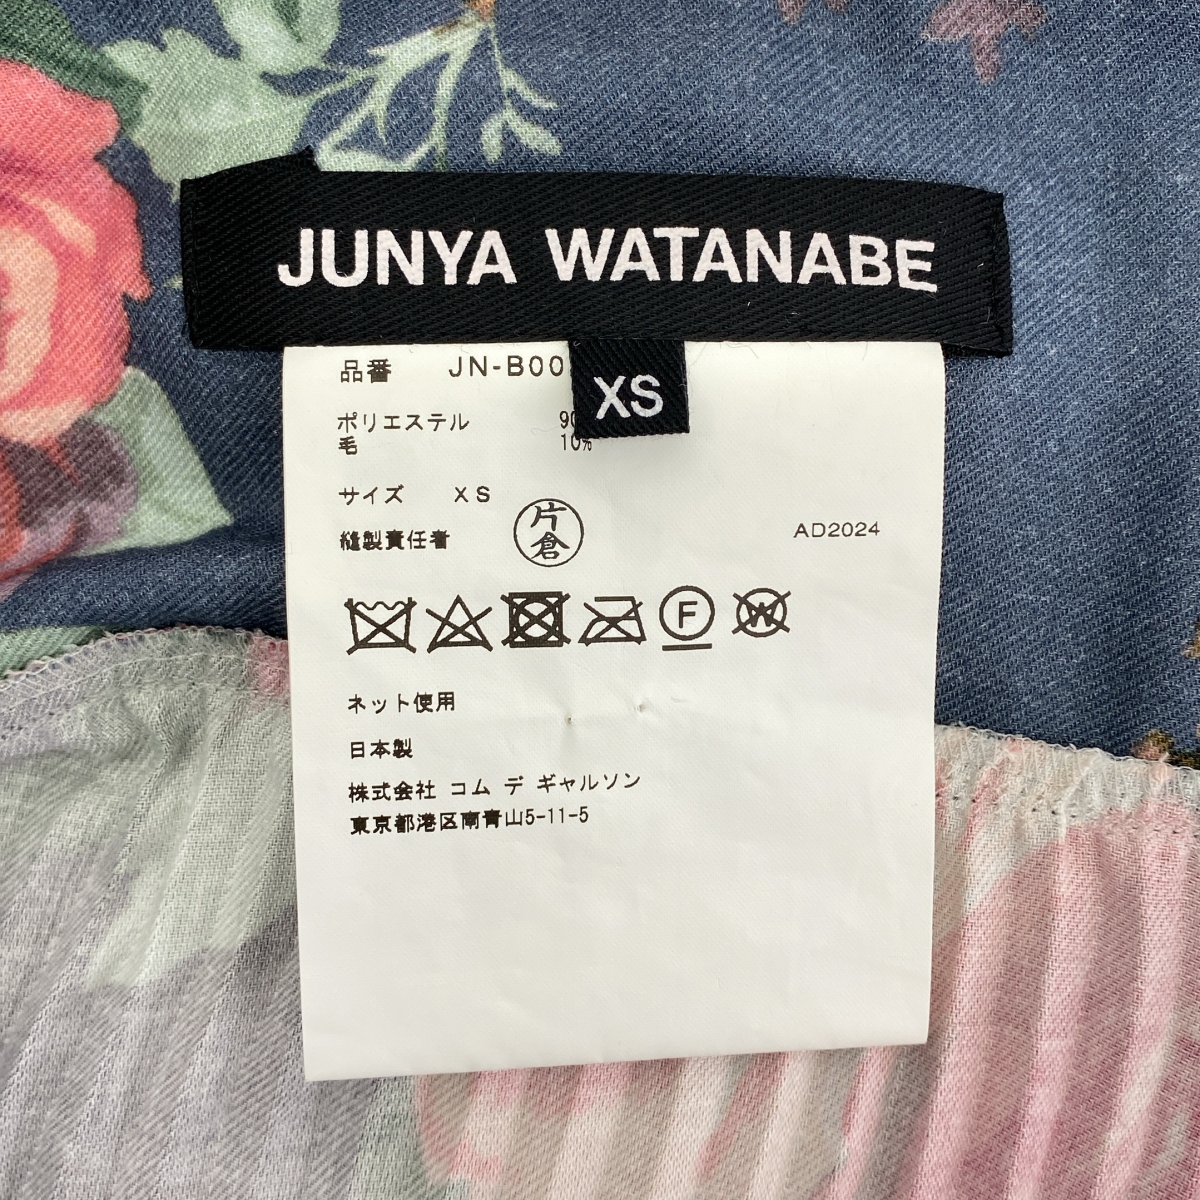 JUNYA WATANABE
XS
品番 JN-B00
ポリエステル
毛 10%
サイズ XS
縫製責任者 片倉 AD2024
F W
ネット使用
日本製
株式会社 コム デ ギャルソン
東京都港区南青山5-11-5